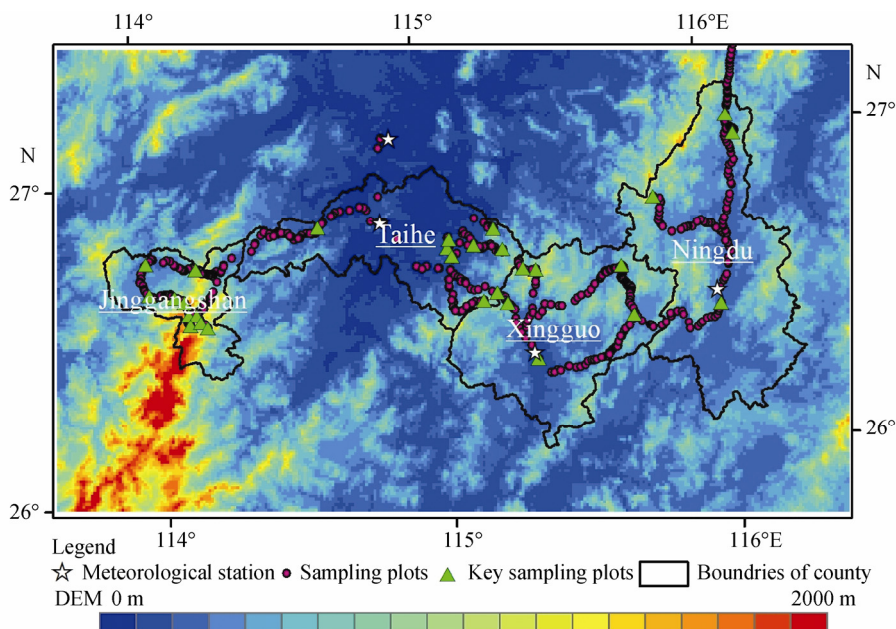 114° 115° 116°E
N
27°
N
27°
Taihe
Ningdu
Jinggangshan
Xingguo
26°
26°
114° 115° 116°E
Legend
Meteorological station Sampling plots Key sampling plots Boundries of county
DEM 0 m 2000 m